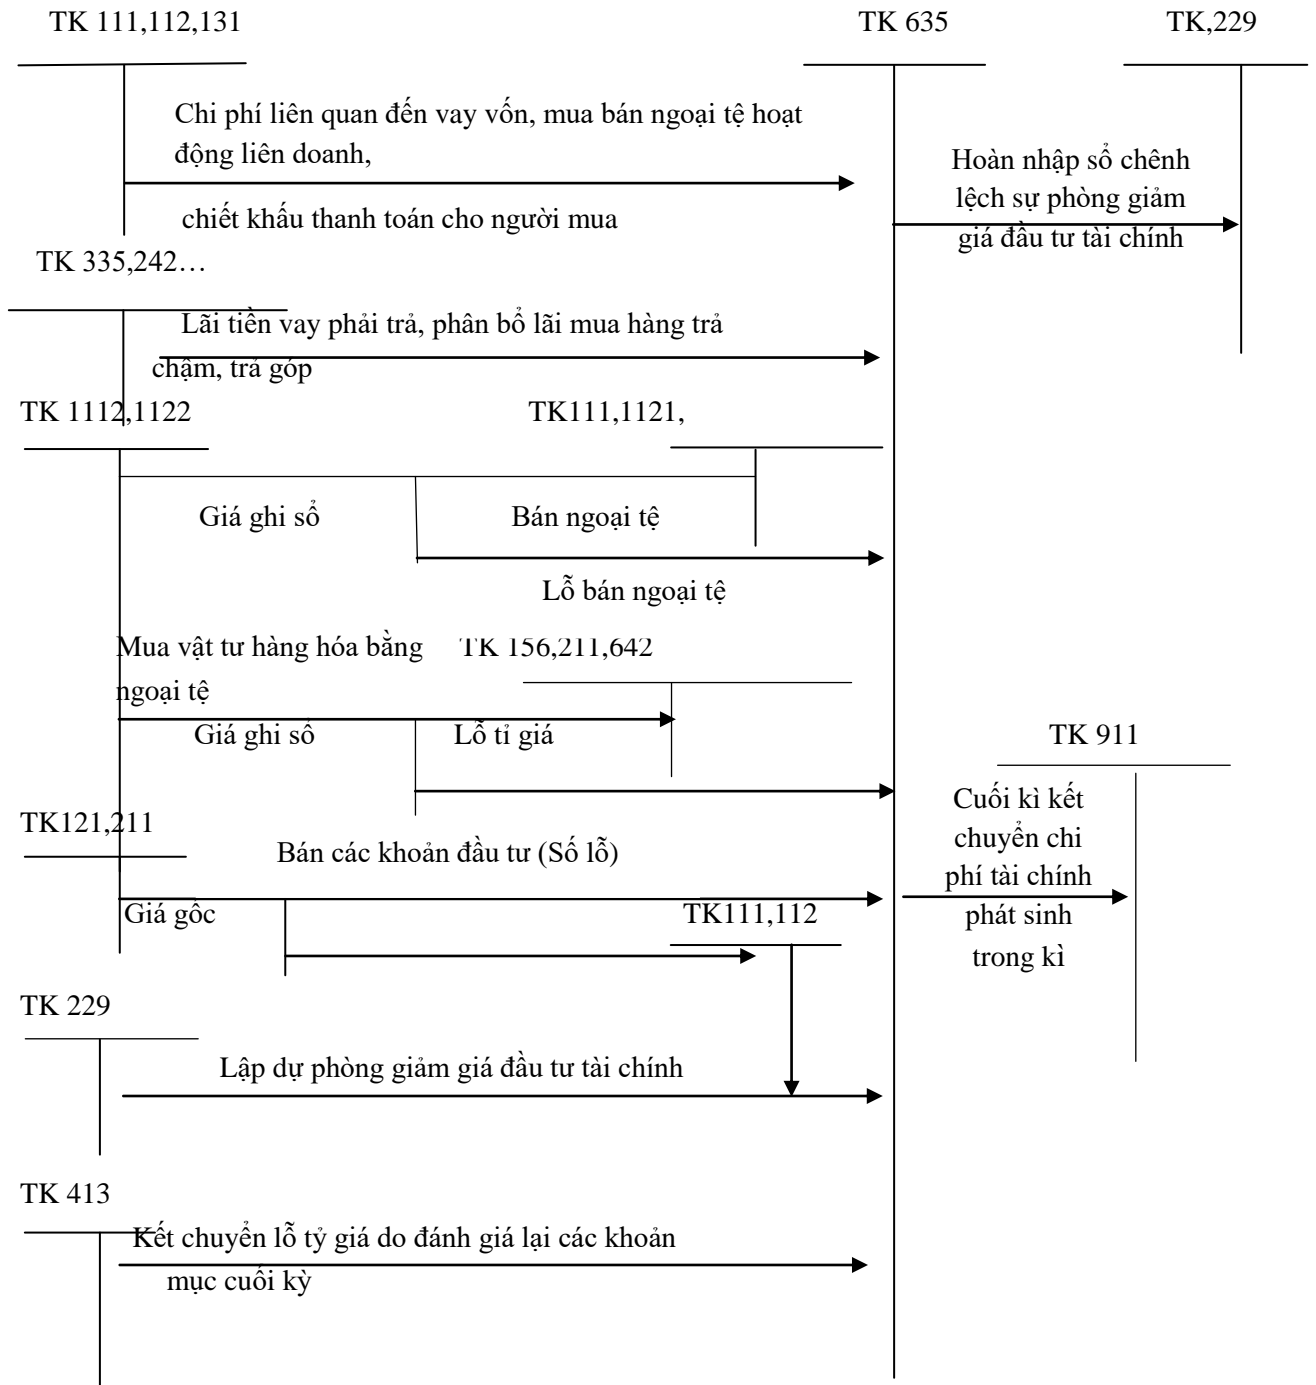 TK 111,112,131
TK 635
TK,229
Chi phí liên quan đến vay vốn, mua bán ngoại tệ hoạt
động liên doanh,
chiết khấu thanh toán cho người mua
Hoàn nhập sổ chênh
lệch sự phòng giảm
giá đầu tư tài chính
TK 335,242…
Lãi tiền vay phải trả, phân bổ lãi mua hàng trả
chậm, trả góp
TK 1112,1122
TK111,1121,
Giá ghi sổ
Bán ngoại tệ
Lỗ bán ngoại tệ
Mua vật tư hàng hóa bằng
ngoại tệ
TK 156,211,642
Giá ghi sổ
Lỗ tỉ giá
TK 911
Cuối kì kết
chuyển chi
phí tài chính
phát sinh
trong kì
TK121,211
Bán các khoản đầu tư (Số lỗ)
Giá gốc
TK111,112
TK 229
Lập dự phòng giảm giá đầu tư tài chính
TK 413
Kết chuyển lỗ tỷ giá do đánh giá lại các khoản
mục cuối kỳ